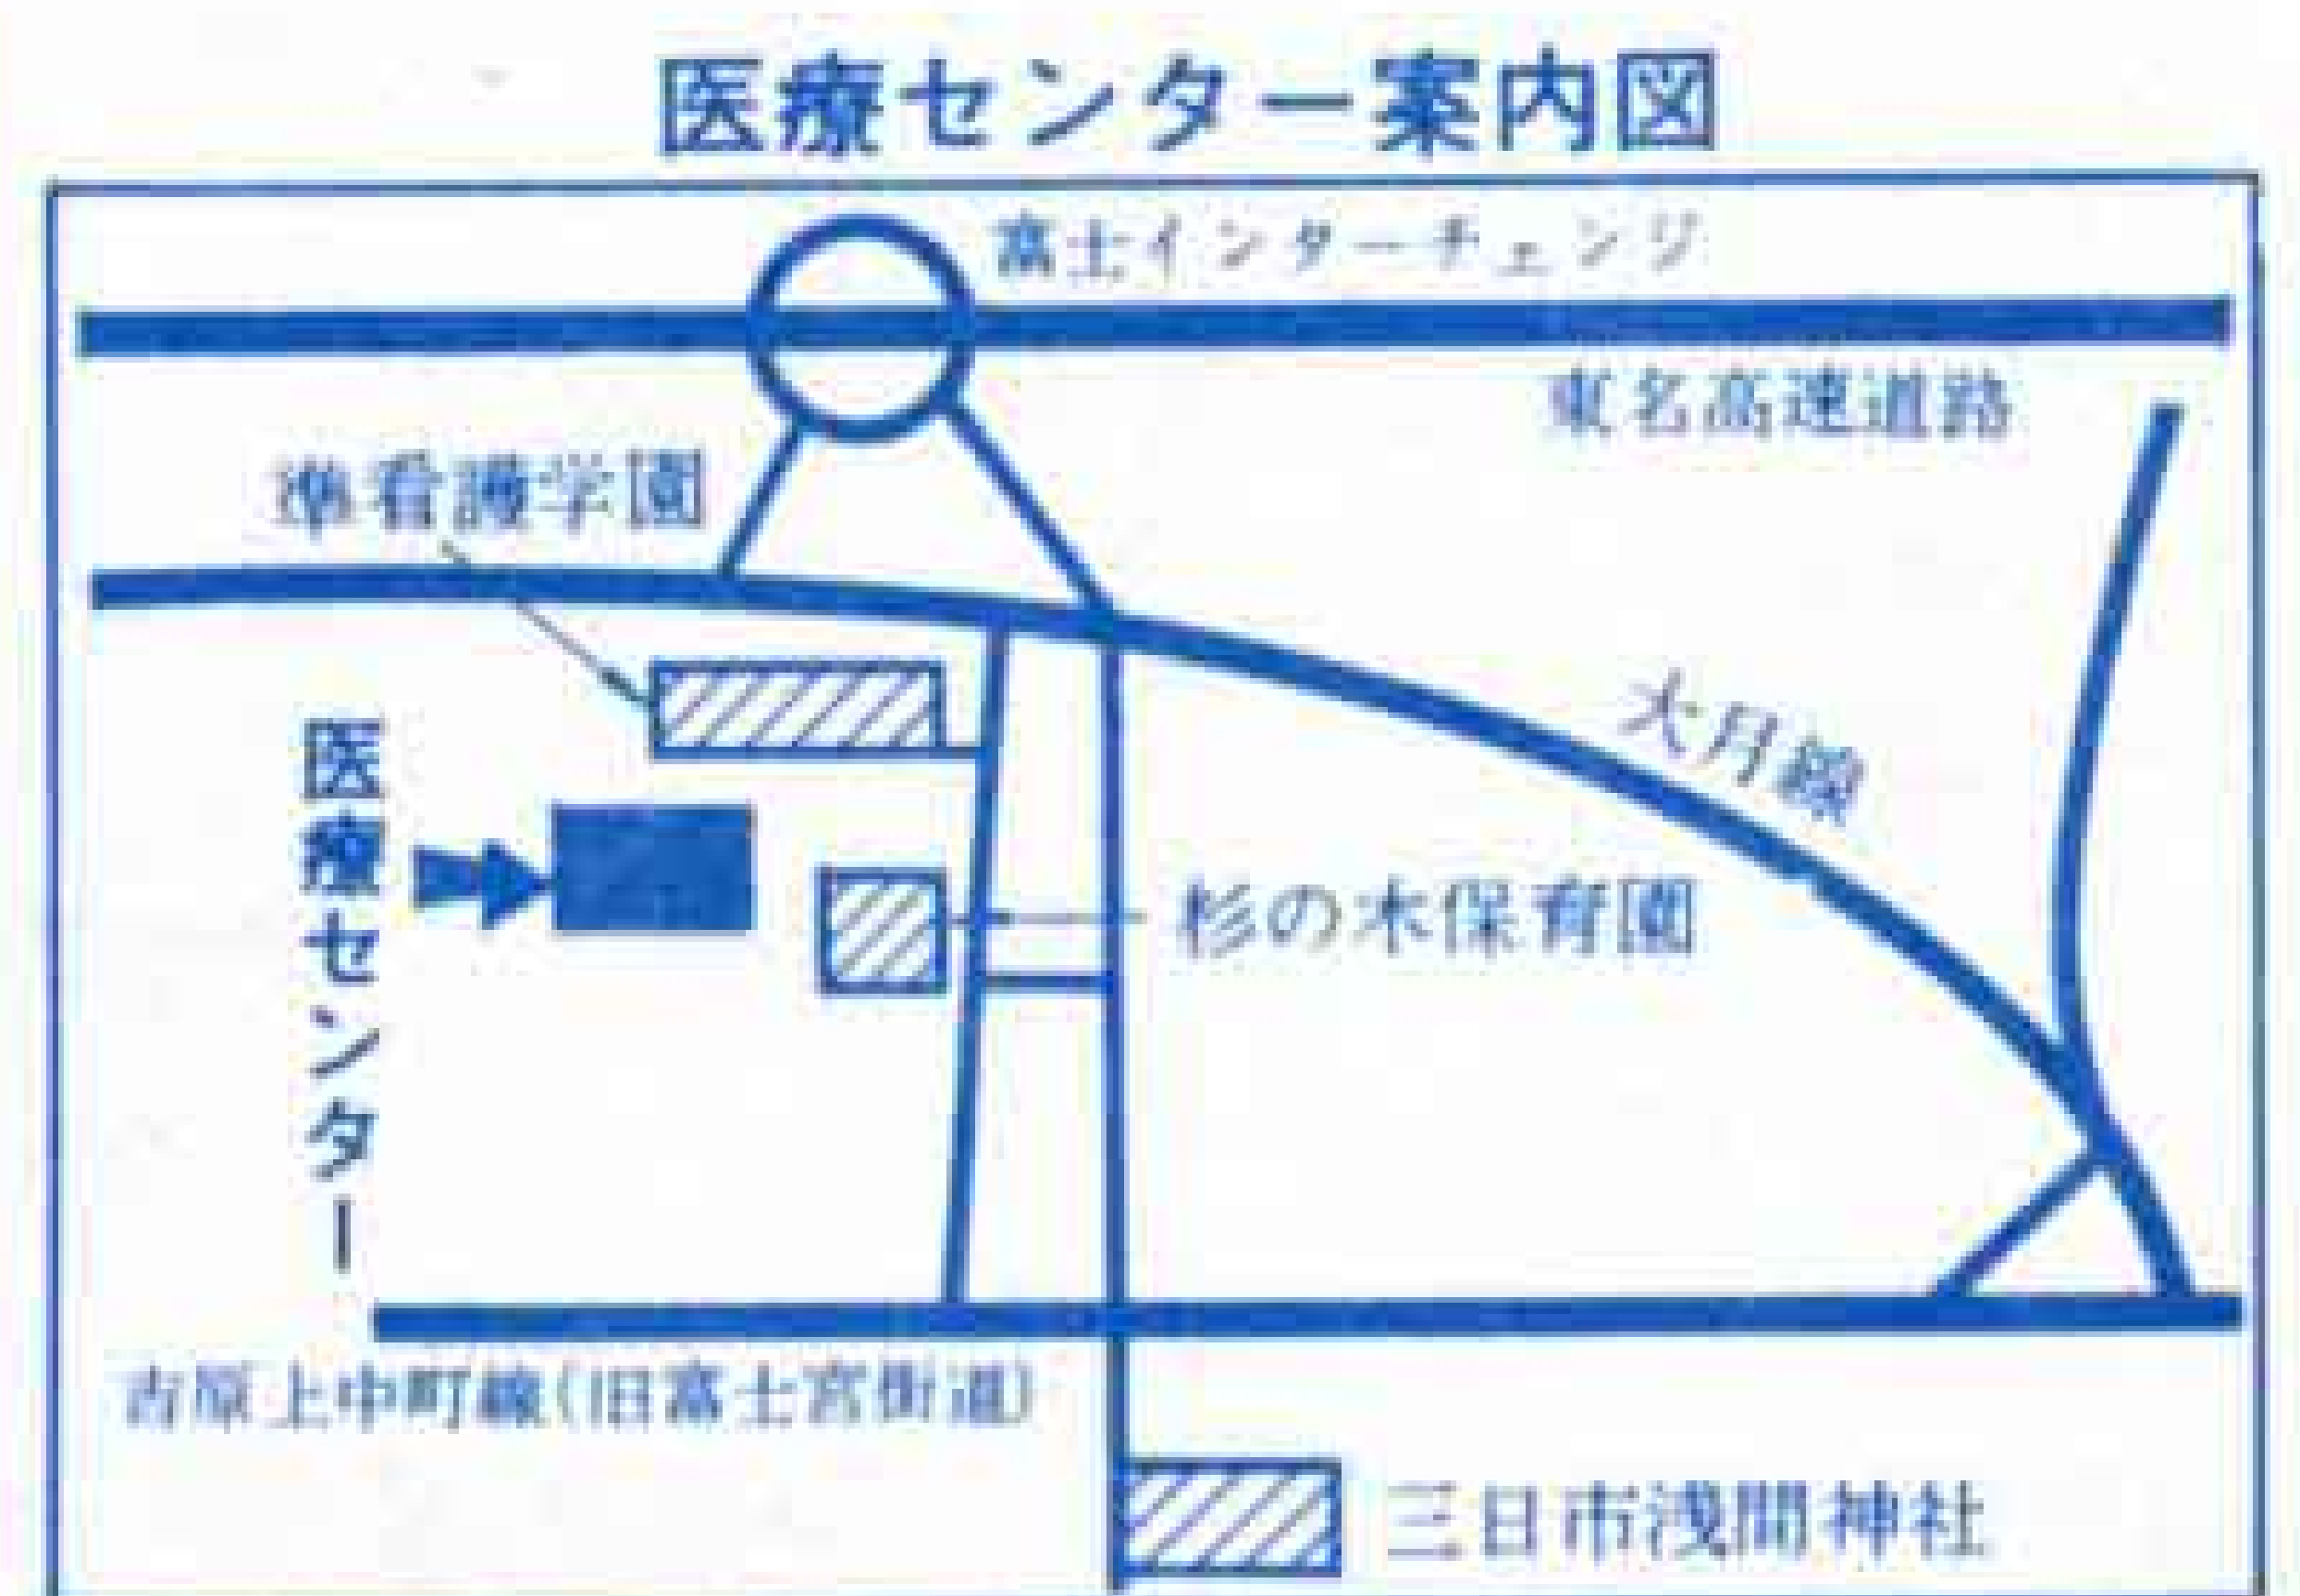 医療センター案内図
富士インターチェンジ
東名高速道路
準看護学園
大月線
医療センター
杉の木保育園
吉原上中町線(旧富士宮街道)
三日市浅間神社